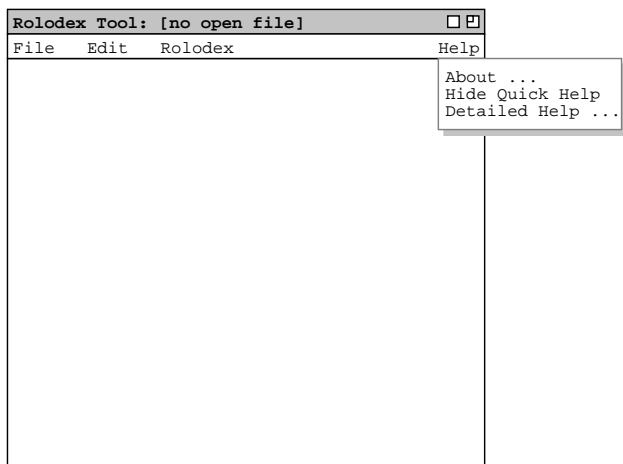 Rolodex Tool: [no open file]
File Edit Rolodex Help
About ...
Hide Quick Help
Detailed Help ...